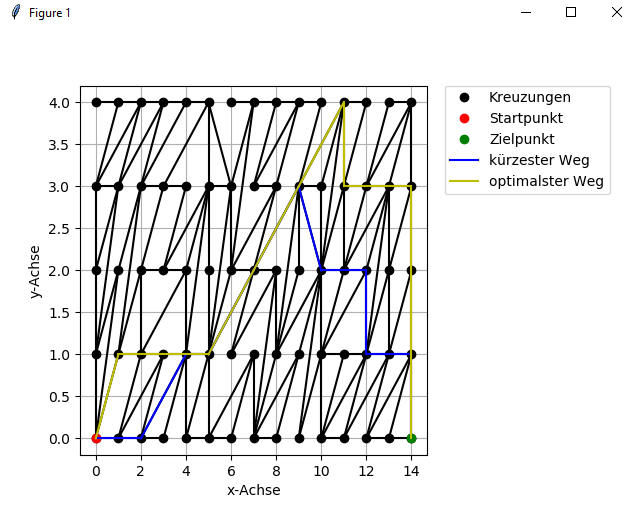 Figure 1
4.0
3.5
3.0
2.5
2.0
1.5
1.0
0.5
0.0
y-Achse
0 2 4 6 8 10 12 14
x-Achse
Kreuzungen
Startpunkt
Zielpunkt
kürzester Weg
optimalster Weg